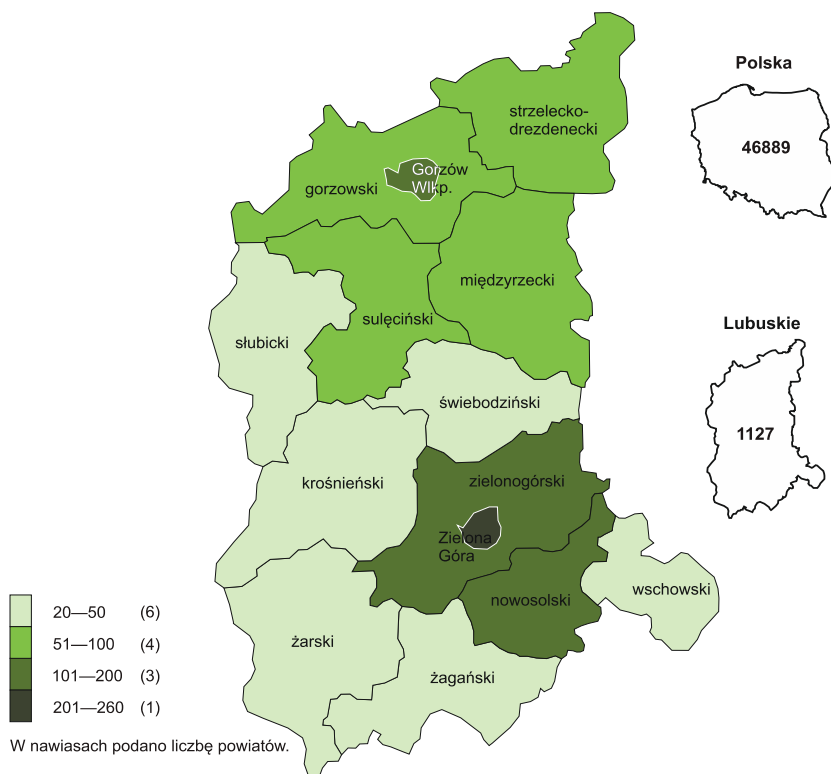 strzelecko-
drezdenecki
Gorzów
Wlkp.
gorzowski
międzyrzecki
sulęciński
słubicki
świebodziński
krośnieński
zielonogórski
Zielona
Góra
nowosolski
wschowski
żarski
żagański
Polska
46889
Lubuskie
1127
20—50 (6)
51—100 (4)
101—200 (3)
201—260 (1)
W nawiasach podano liczbę powiatów.